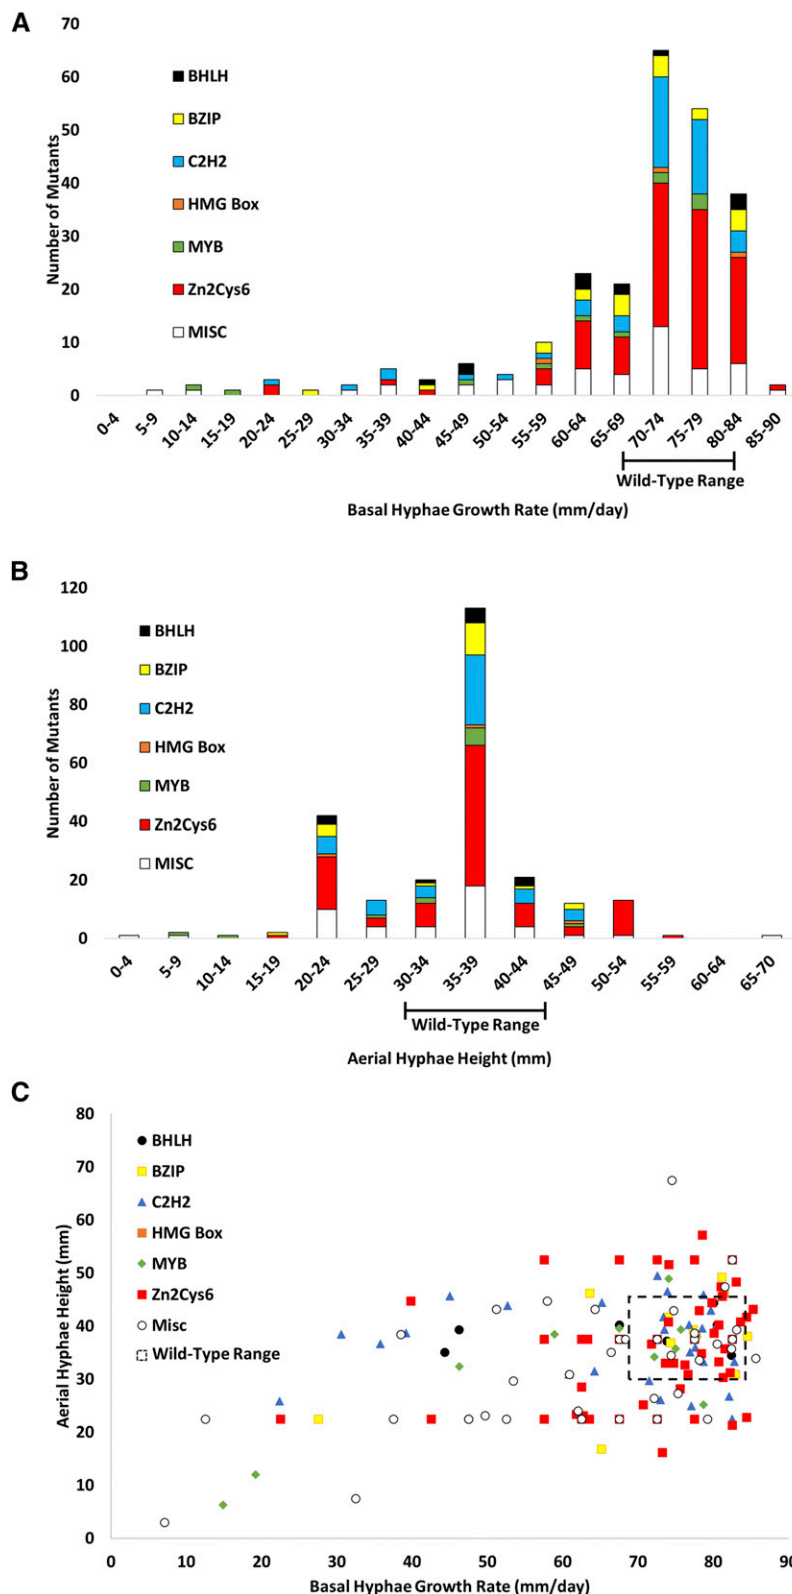 A
70
60
50
40
30
20
10
0
Number of Mutants
BHLH
BZIP
C2H2
HMG Box
MYB
Zn2Cys6
MISC
0-4
5-9
10-14
15-19
20-24
25-29
30-34
35-39
40-44
45-49
50-54
55-59
60-64
65-69
70-74
75-79
80-84
85-90
Wild-Type Range
Basal Hyphae Growth Rate (mm/day)
B
120
100
80
60
40
20
0
Number of Mutants
BHLH
BZIP
C2H2
HMG Box
MYB
Zn2Cys6
MISC
0-4
5-9
10-14
15-19
20-24
25-29
30-34
35-39
40-44
45-49
50-54
55-59
60-64
65-70
Wild-Type Range
Aerial Hyphae Height (mm)
C
80
70
60
50
40
30
20
10
0
Aerial Hyphae Height (mm)
BHLH
BZIP
C2H2
HMG Box
MYB
Zn2Cys6
Misc
Wild-Type Range
0
10
20
30
40
50
60
70
80
90
Basal Hyphae Growth Rate (mm/day)